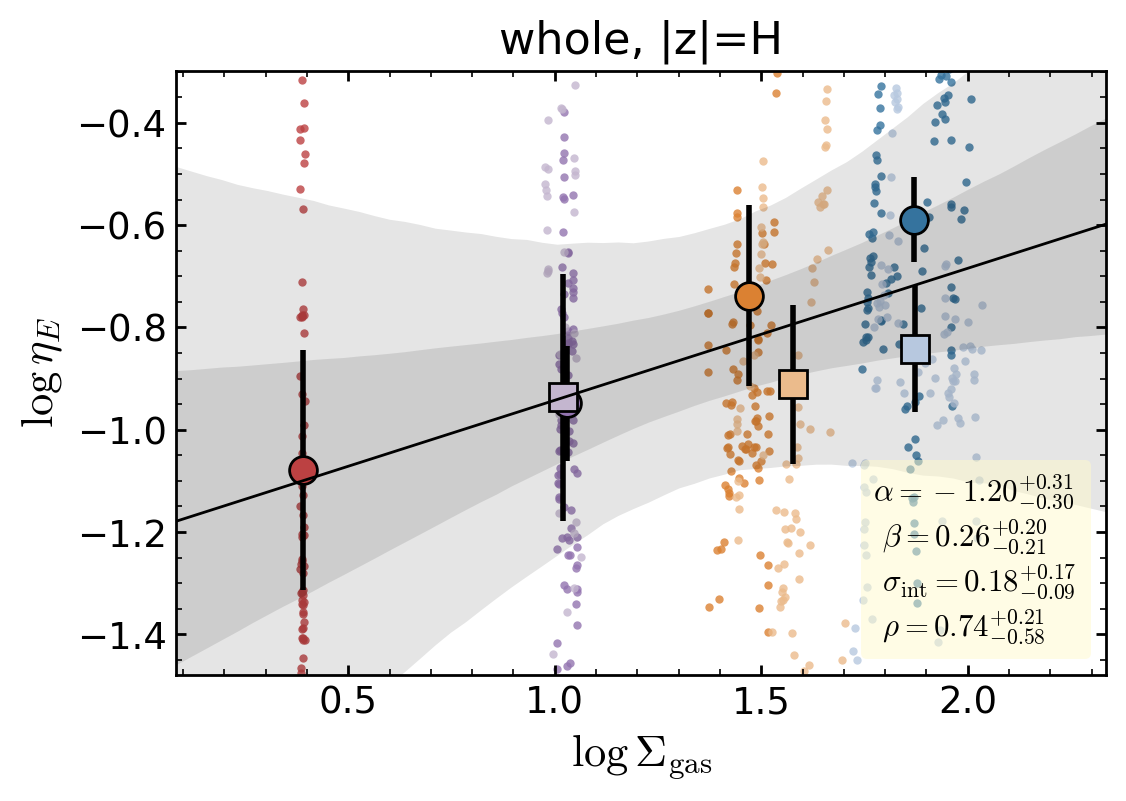 whole, |z|=H
−0.4
−0.6
−0.8
−1.0
−1.2
−1.4
log η_E
α = −1.20^{+0.31}_{−0.30}
β = 0.26^{+0.20}_{−0.21}
σ_int = 0.18^{+0.17}_{−0.09}
ρ = 0.74^{+0.21}_{−0.58}
0.5 1.0 1.5 2.0
log Σ_gas